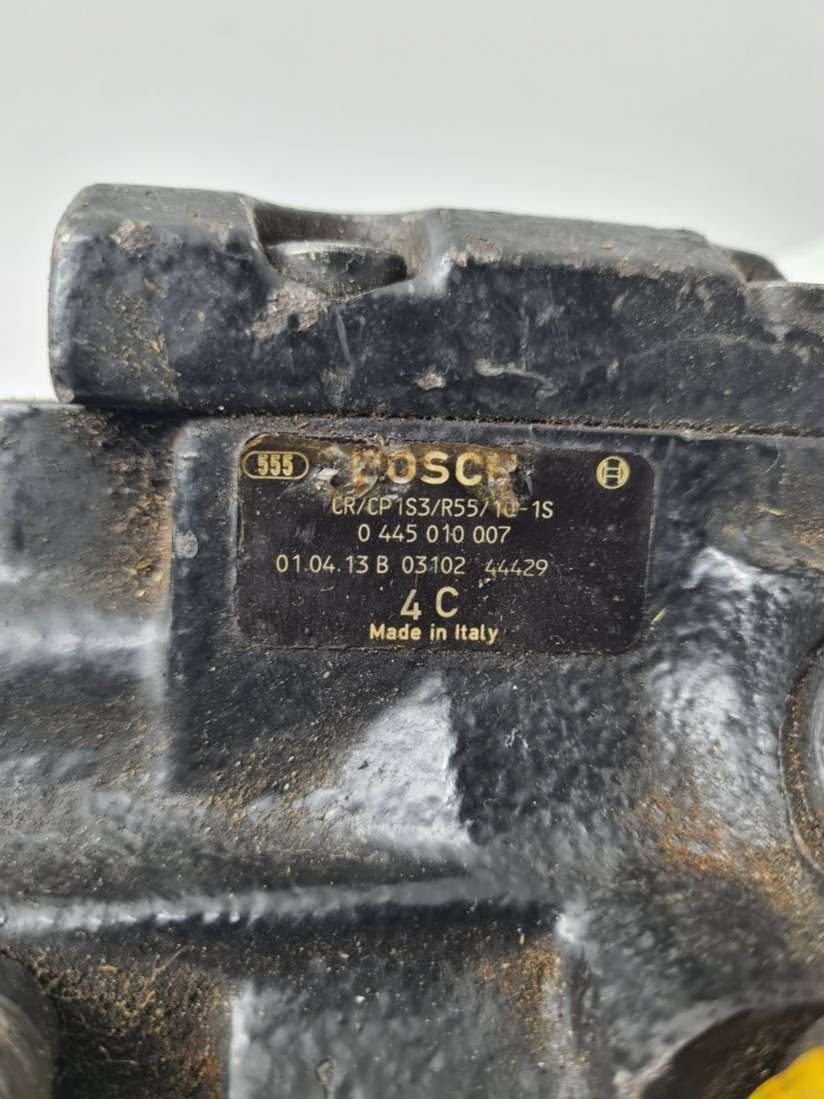 555 BOSCH
CR/CP1S3/R55/10-1S
0 445 010 007
01.04.13 B 03102 44429
4 C
Made in Italy